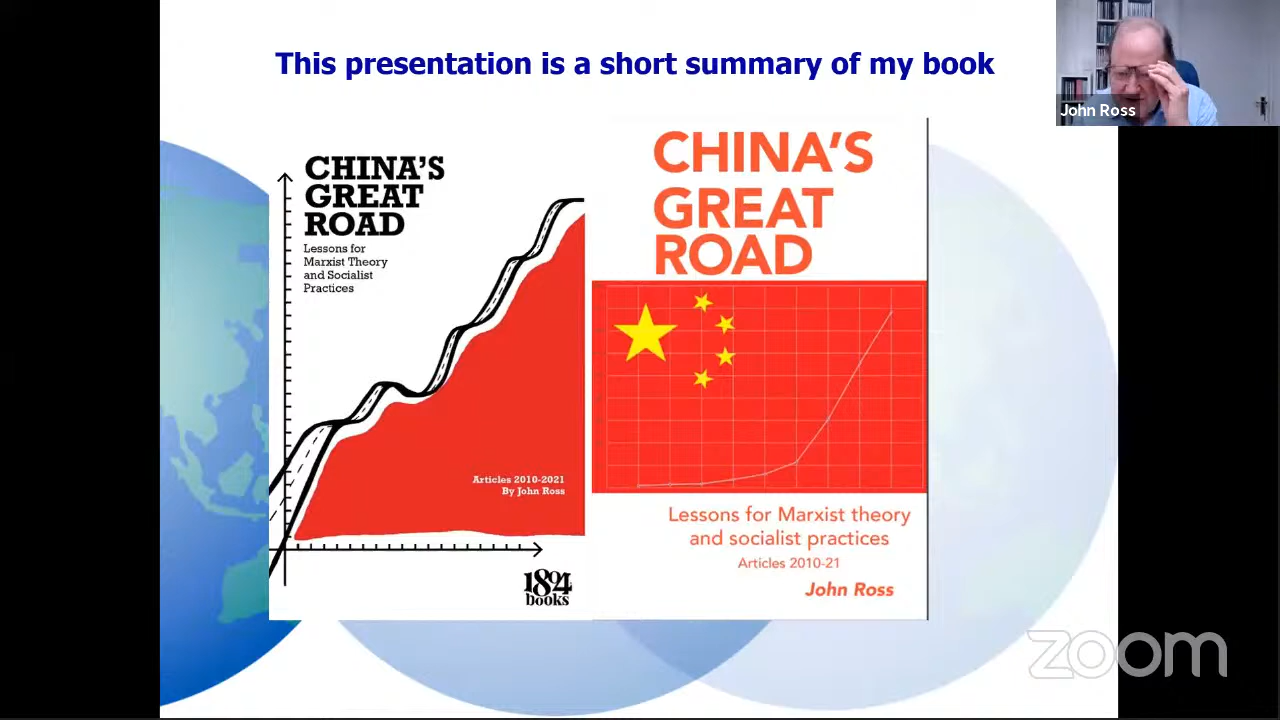 This presentation is a short summary of my book
John Ross
CHINA'S
GREAT
ROAD
Lessons for
Marxist Theory
and Socialist
Practices
Articles 2010-2021
By John Ross
1804
books
CHINA'S
GREAT
ROAD
Lessons for Marxist theory
and socialist practices
Articles 2010-21
John Ross
zoom